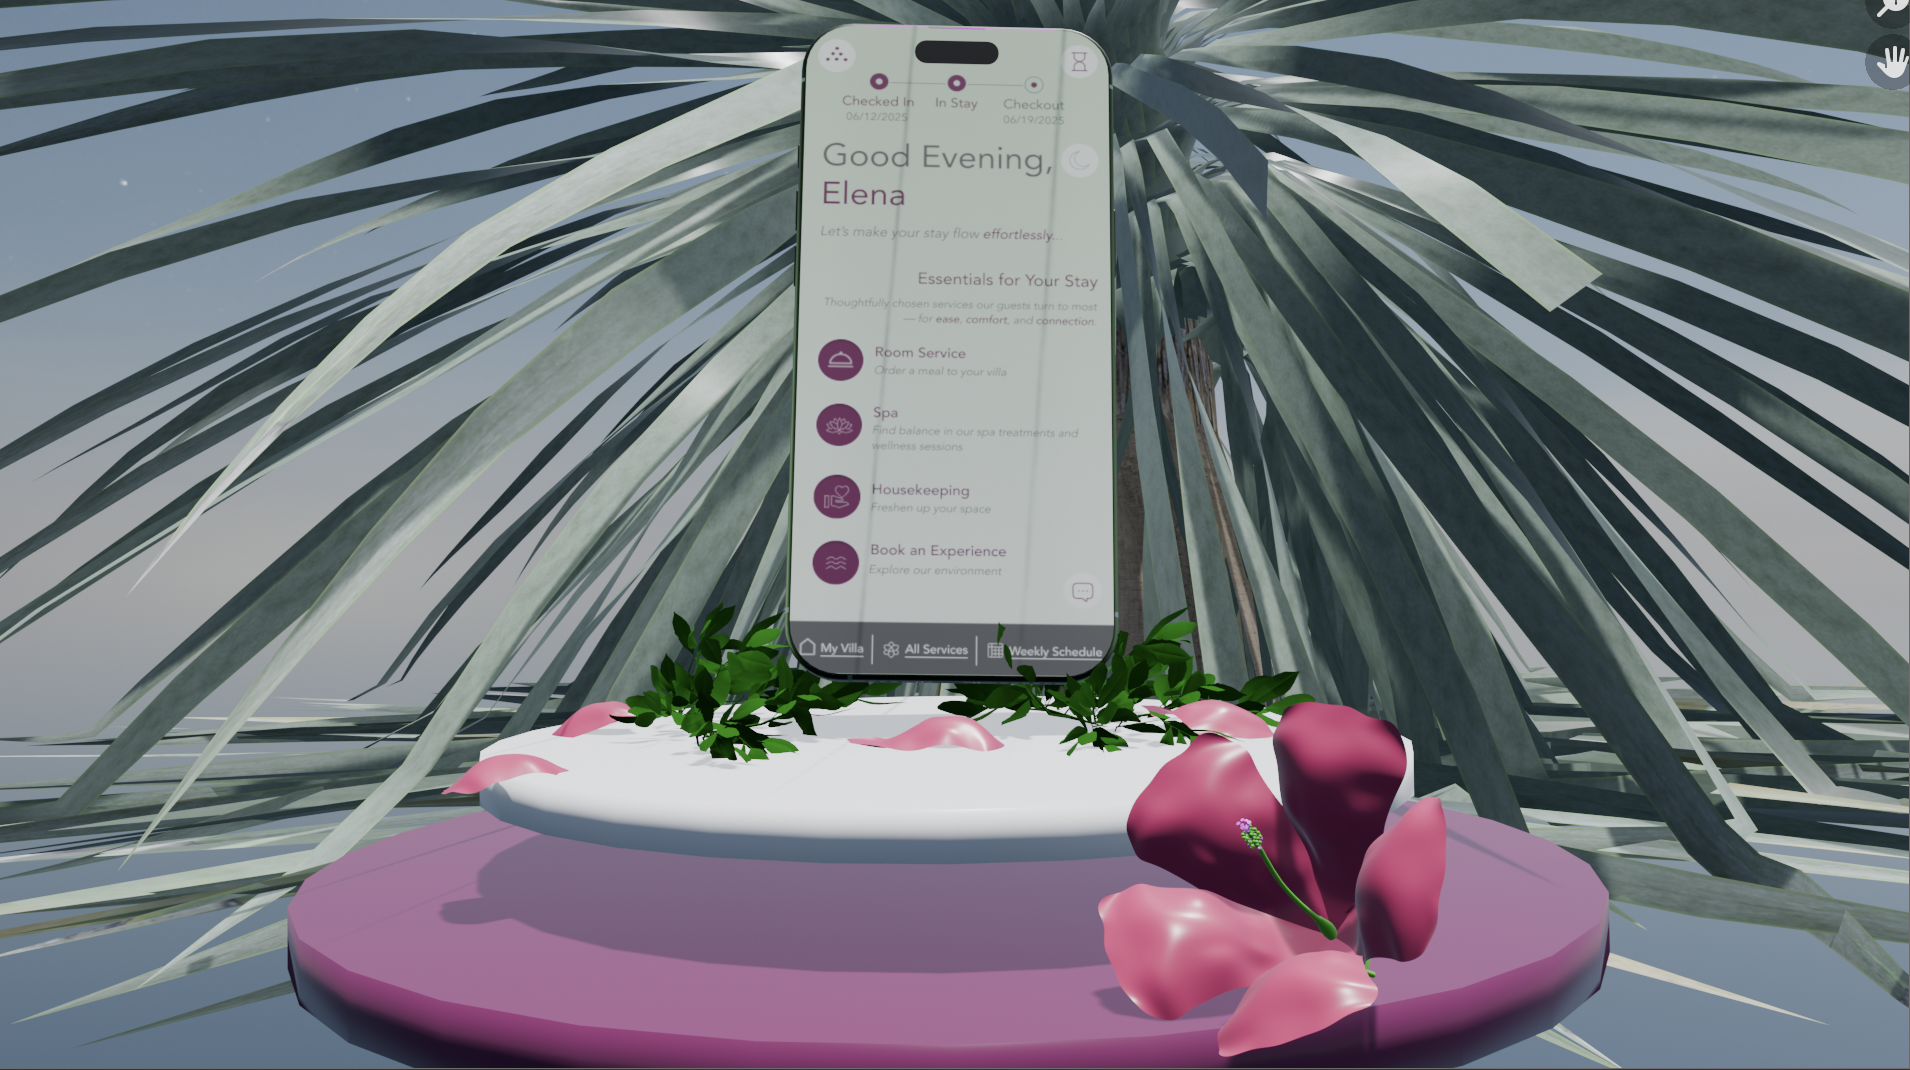 Checked In
In Stay
Checkout
06/12/2025
06/19/2025
Good Evening,
Elena
Let's make your stay flow effortlessly...
Essentials for Your Stay
Thoughtfully chosen services our guests turn to most
— for ease, comfort, and connection.
Room Service
Order a meal to your villa
Spa
Find balance in our spa treatments and
wellness sessions
Housekeeping
Freshen up your space
Book an Experience
Explore our environment
My Villa
All Services
Weekly Schedule